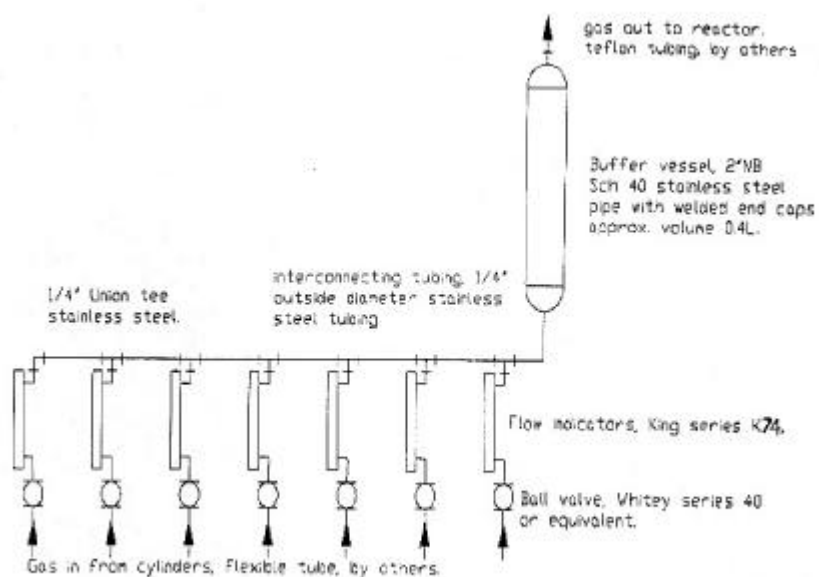 gas out to reactor.
teflon tubing, by others
Buffer vessel, 2"NB
Sch 40 stainless steel
pipe with welded end caps
approx. volume 0.4L.
interconnecting tubing, 1/4"
outside diameter stainless
steel tubing
1/4" Union tee
stainless steel.
Flow indicators, King series K74.
Ball valve, Whitey series 40
or equivalent.
Gas in from cylinders, Flexible tube, by others.